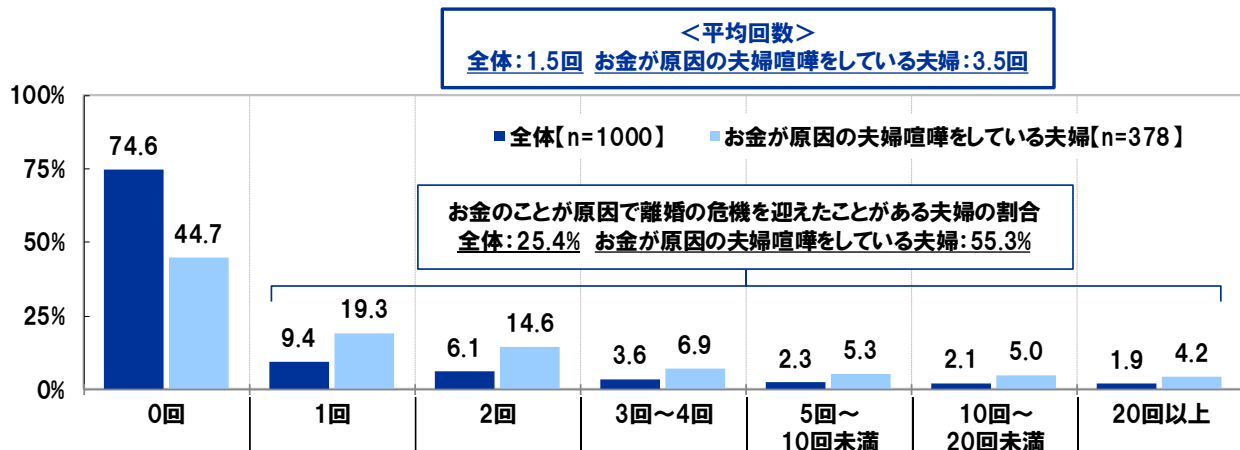 ＜平均回数＞
全体：1.5回 お金が原因の夫婦喧嘩をしている夫婦：3.5回
100%
75%
50%
25%
0%
全体【n=1000】 お金が原因の夫婦喧嘩をしている夫婦【n=378】
お金のことが原因で離婚の危機を迎えたことがある夫婦の割合
全体：25.4% お金が原因の夫婦喧嘩をしている夫婦：55.3%
74.6 44.7
9.4 19.3
6.1 14.6
3.6 6.9
2.3 5.3
2.1 5.0
1.9 4.2
0回
1回
2回
3回～4回
5回～
10回未満
10回～
20回未満
20回以上